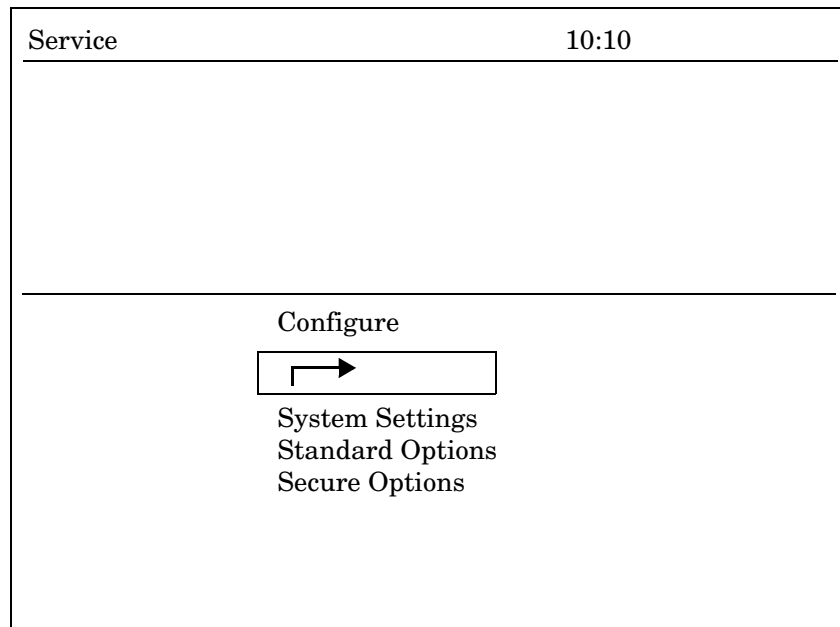 Service 10:10
Configure
System Settings
Standard Options
Secure Options